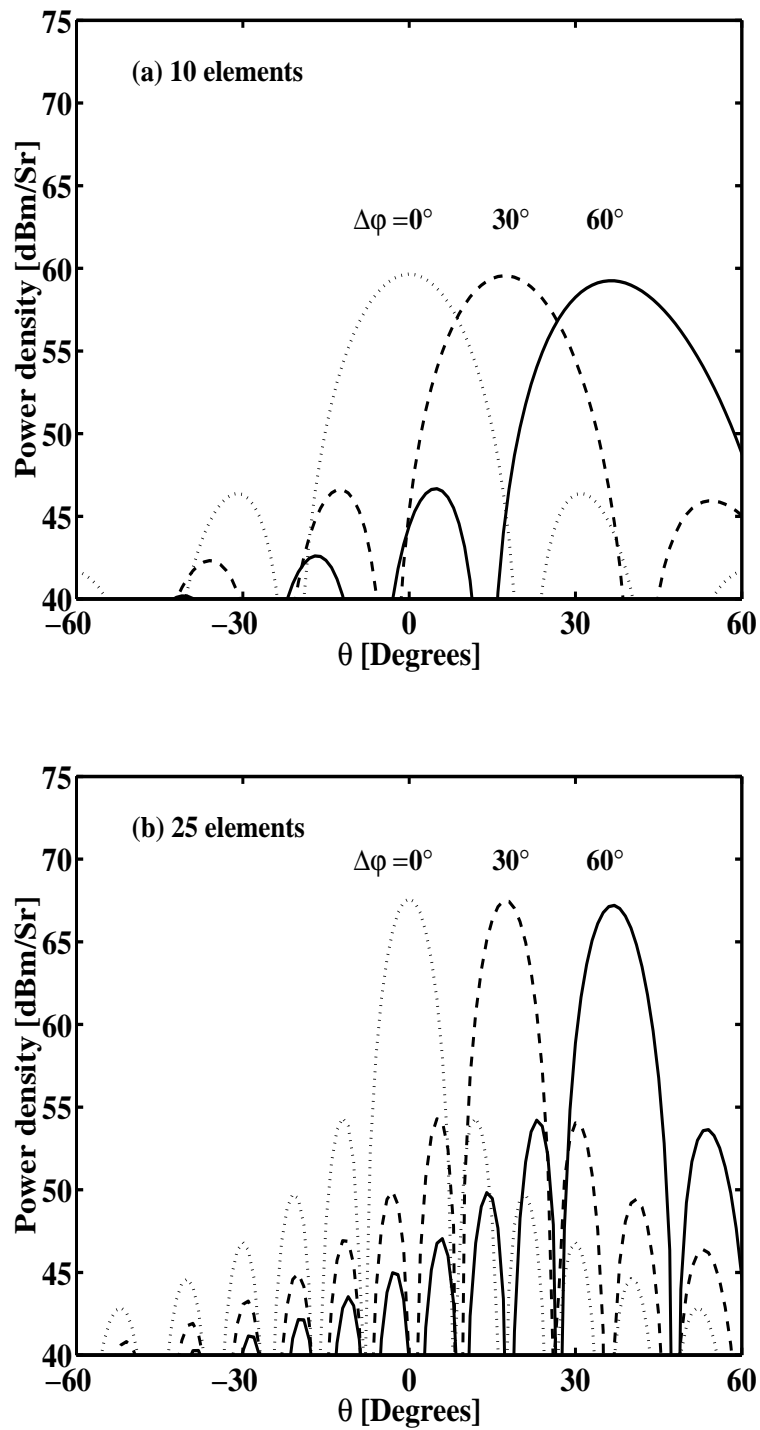 75
70
65
60
55
50
45
40
Power density [dBm/Sr]
(a) 10 elements
Δφ =0° 30° 60°
−60 −30 0 30 60
θ [Degrees]
75
70
65
60
55
50
45
40
Power density [dBm/Sr]
(b) 25 elements
Δφ =0° 30° 60°
−60 −30 0 30 60
θ [Degrees]